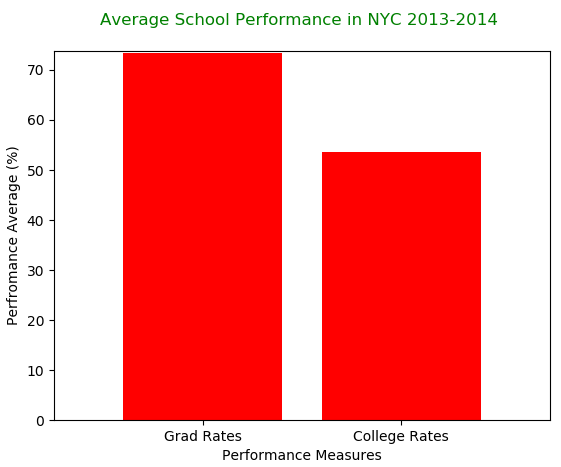 Average School Performance in NYC 2013-2014
Perfromance Average (%)
70
60
50
40
30
20
10
0
Grad Rates
College Rates
Performance Measures